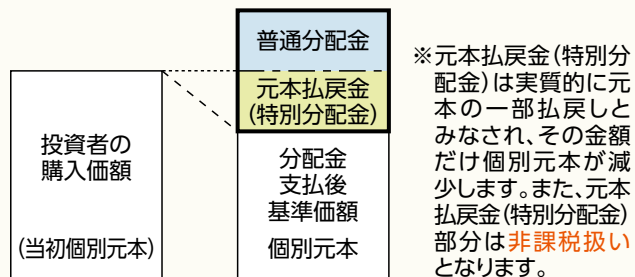 投資者の
購入価額
(当初個別元本)
普通分配金
元本払戻金
(特別分配金)
分配金
支払後
基準価額
個別元本
※元本払戻金(特別分
配金)は実質的に元
本の一部払戻しと
みなされ、その金額
だけ個別元本が減
少します。また、元本
払戻金(特別分配金)
部分は非課税扱い
となります。